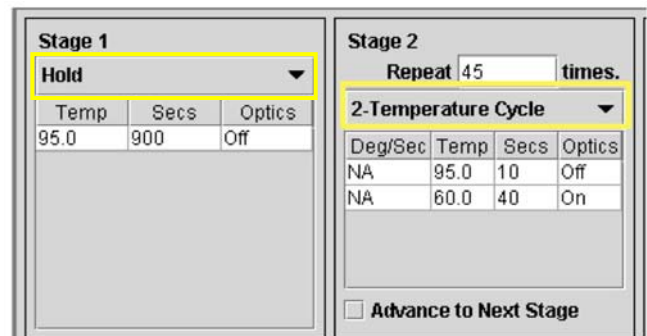 Stage 1
Hold
Temp Secs Optics
95.0 900 Off
Stage 2
Repeat 45 times.
2-Temperature Cycle
Deg/Sec Temp Secs Optics
NA 95.0 10 Off
NA 60.0 40 On
Advance to Next Stage